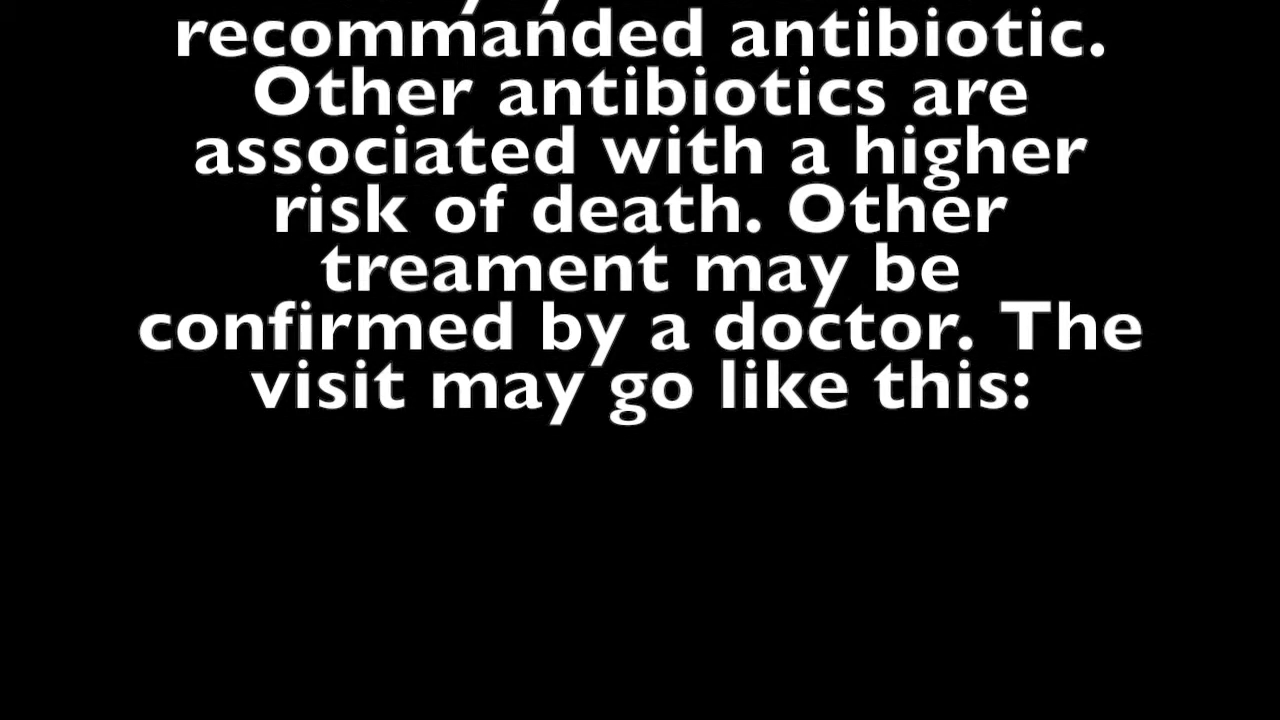 recommanded antibiotic.
Other antibiotics are
associated with a higher
risk of death. Other
treament may be
confirmed by a doctor. The
visit may go like this: